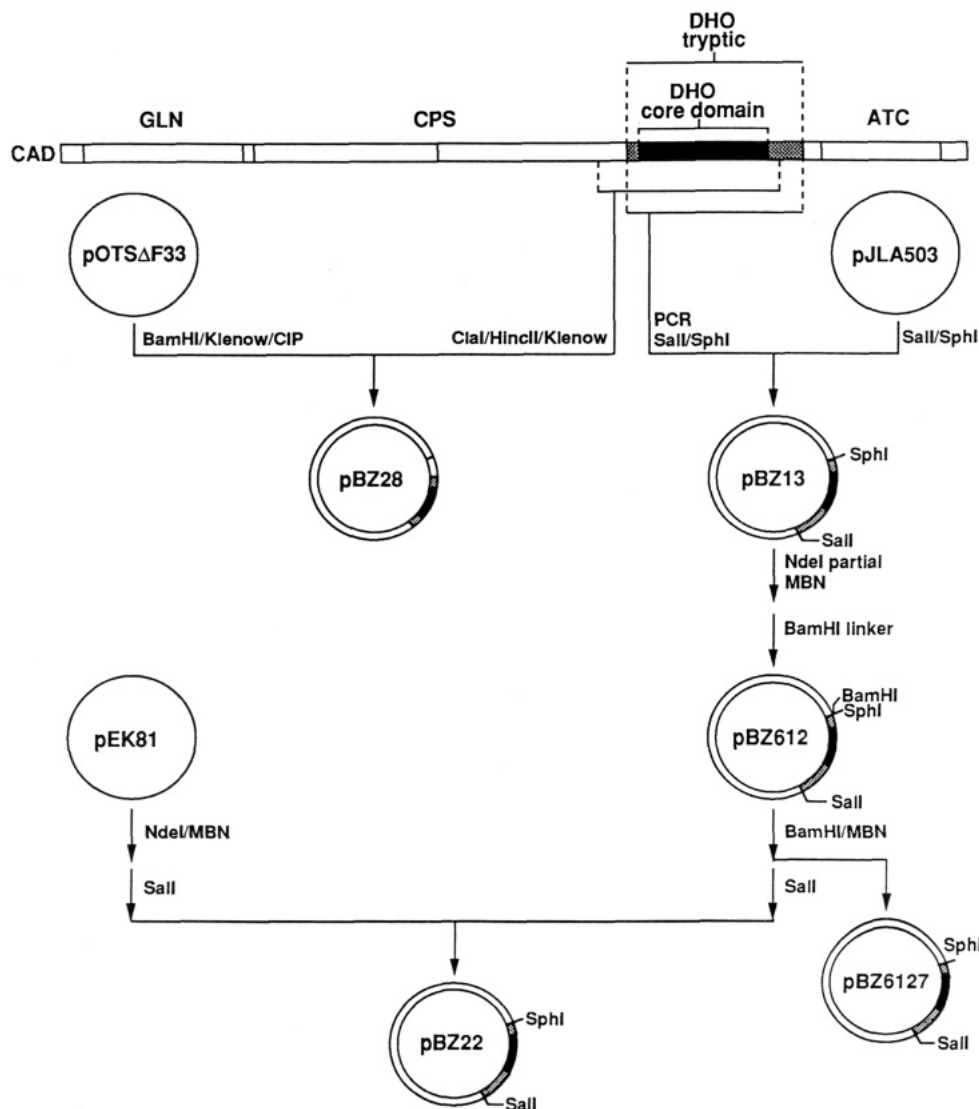 DHO
tryptic
DHO
core domain
GLN
CPS
ATC
CAD
pOTSΔF33
pJLA503
BamHI/Klenow/CIP
ClaI/HincII/Klenow
PCR
SalI/SphI
SalI/SphI
pBZ28
pBZ13
SphI
SalI
NdeI partial
MBN
BamHI linker
pEK81
pBZ612
BamHI
SphI
SalI
NdeI/MBN
BamHI/MBN
SalI
SalI
pBZ6127
SphI
SalI
pBZ22
SphI
SalI